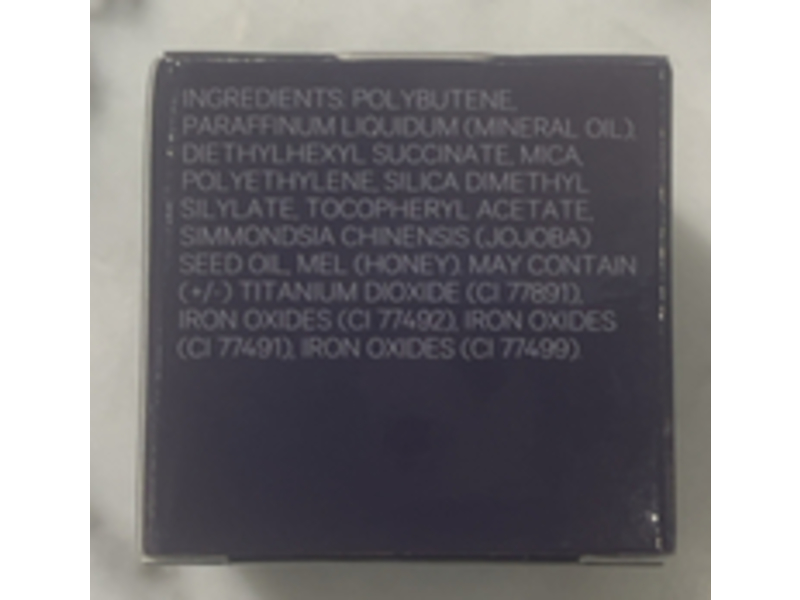 INGREDIENTS: POLYBUTENE,
PARAFFINUM LIQUIDUM (MINERAL OIL),
DIETHYLHEXYL SUCCINATE, MICA,
POLYETHYLENE, SILICA DIMETHYL
SILYLATE, TOCOPHERYL ACETATE,
SIMMONDSIA CHINENSIS (JOJOBA)
SEED OIL, MEL (HONEY). MAY CONTAIN
(+/-) TITANIUM DIOXIDE (CI 77891),
IRON OXIDES (CI 77492), IRON OXIDES
(CI 77491), IRON OXIDES (CI 77499).